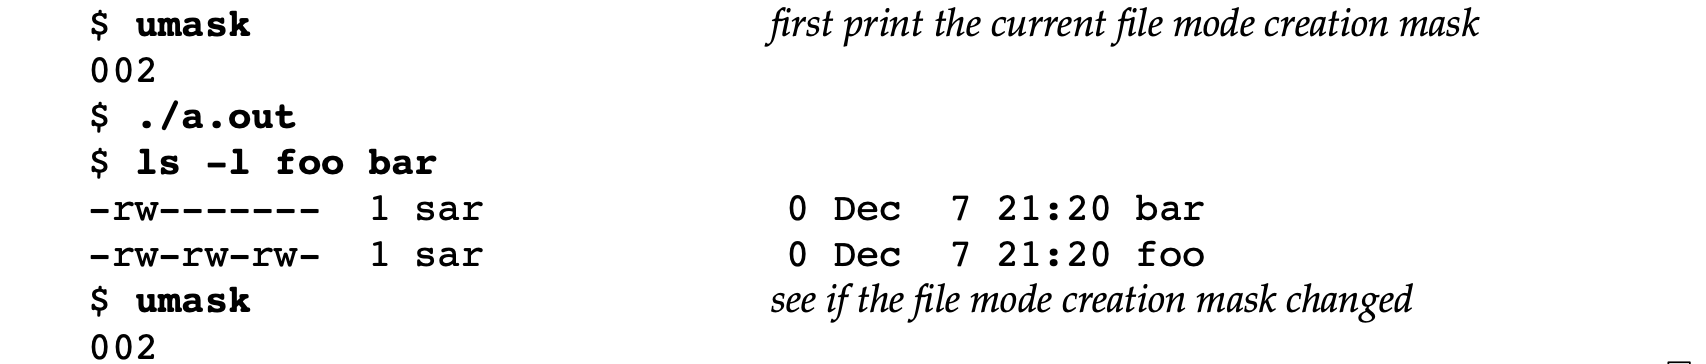 $ umask first print the current file mode creation mask
002
$ ./a.out
$ ls -l foo bar
-rw------- 1 sar 0 Dec 7 21:20 bar
-rw-rw-rw- 1 sar 0 Dec 7 21:20 foo
$ umask see if the file mode creation mask changed
002